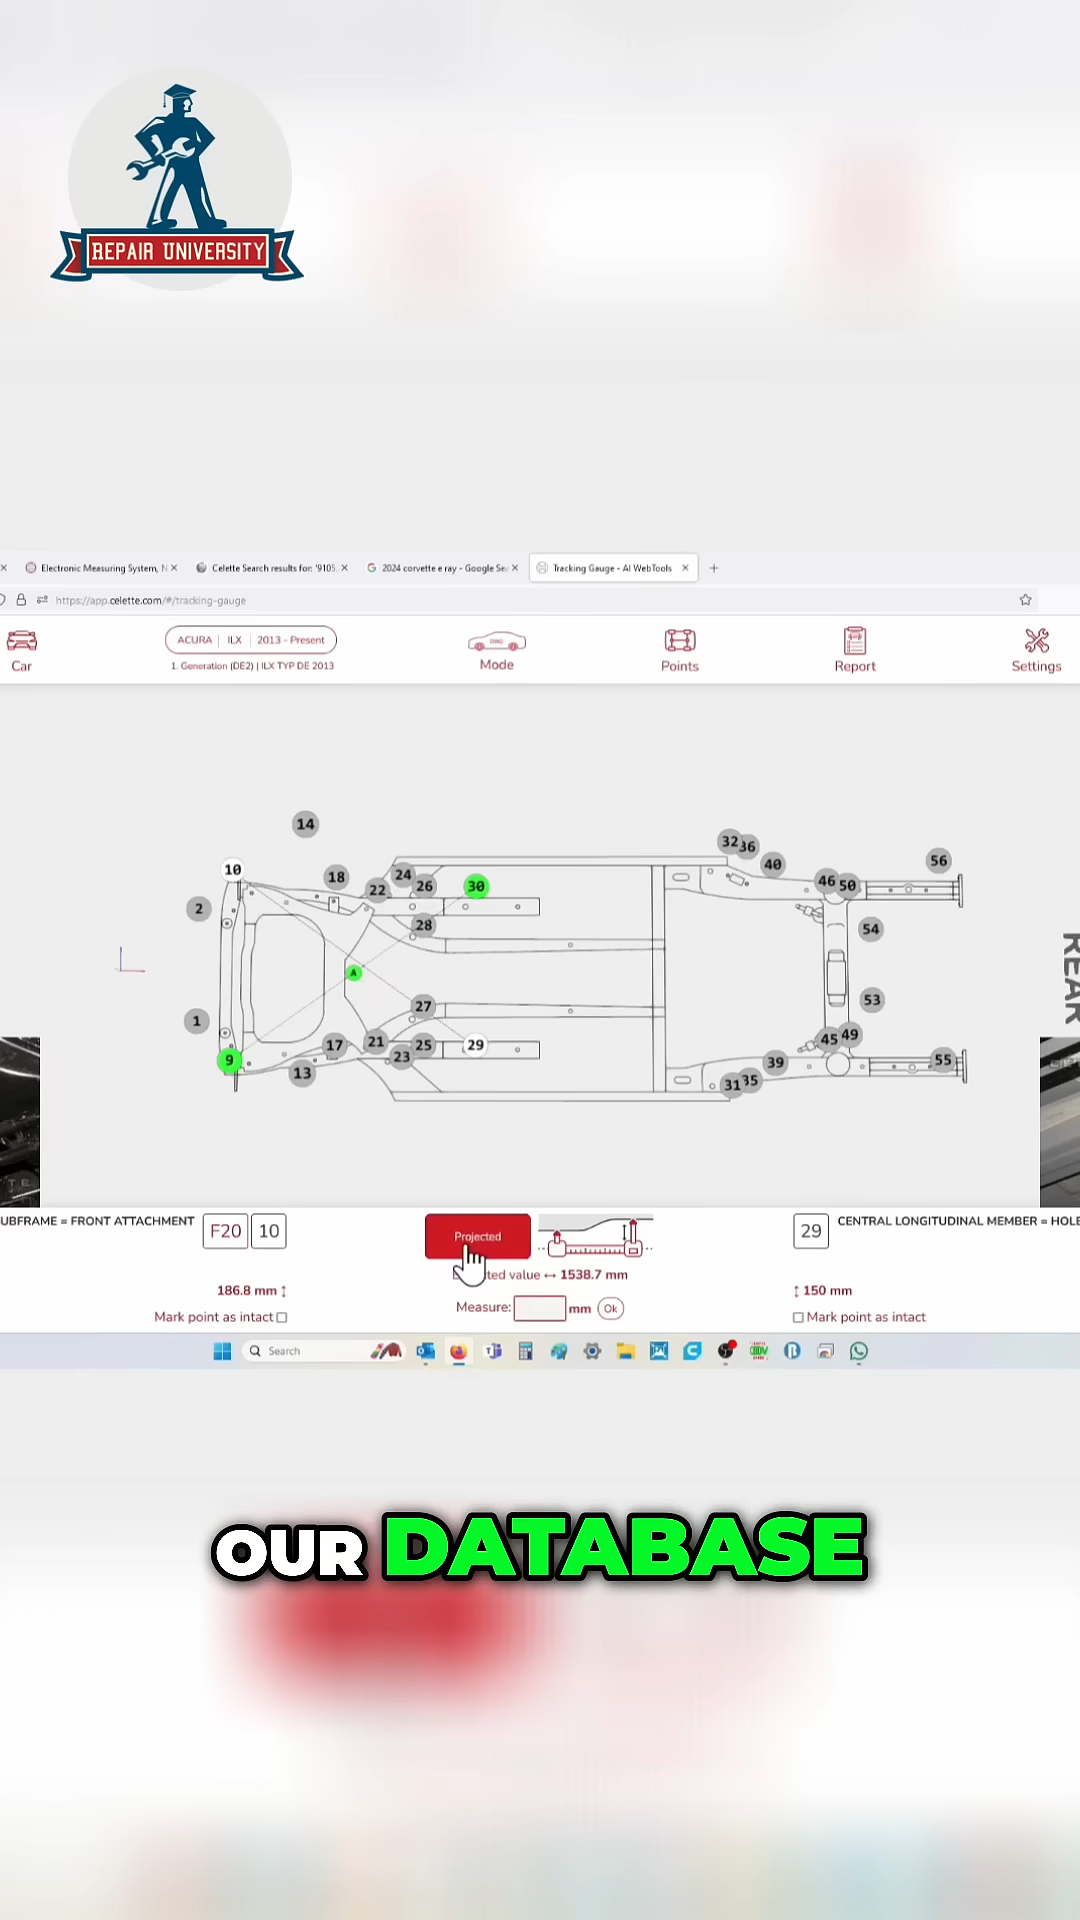 REPAIR UNIVERSITY
Electronic Measuring System, N
Celette Search results for: '9105
2024 corvette e ray - Google Se
Tracking Gauge - AI WebTools
https://app.celette.com/#/tracking-gauge
Car
ACURA | ILX | 2013 - Present
1. Generation (DE2) | ILX TYP DE 2013
Mode
Points
Report
Settings
14
10
18
24
22
26
30
32
36
40
46
50
56
2
28
54
A
REAR
1
27
53
9
17
21
25
29
45
49
13
23
39
55
31
35
UBFRAME = FRONT ATTACHMENT
F20
10
Projected
29
CENTRAL LONGITUDINAL MEMBER = HOLE
186.8 mm
ted value ↔ 1538.7 mm
150 mm
Mark point as intact
Measure: mm Ok
Mark point as intact
Search
OUR DATABASE